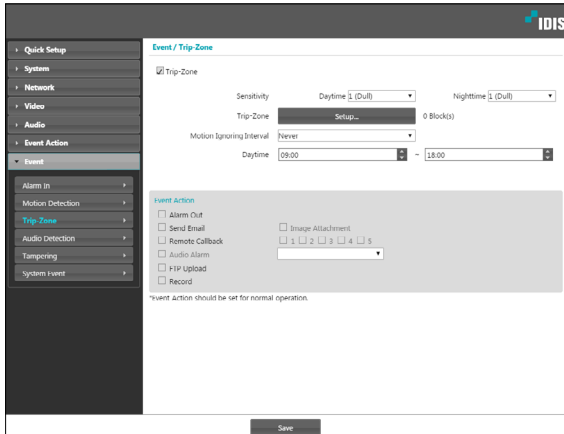 IDIS
Quick Setup
System
Network
Video
Audio
Event Action
Event
Alarm In
Motion Detection
Trip-Zone
Audio Detection
Tampering
System Event
Event / Trip-Zone
Trip-Zone
Sensitivity Daytime 1 (Dull) Nighttime 1 (Dull)
Trip-Zone Setup... 0 Block(s)
Motion Ignoring Interval Never
Daytime 09:00 ~ 18:00
Event Action
Alarm Out
Send Email Image Attachment
Remote Callback 1 2 3 4 5
Audio Alarm
FTP Upload
Record
*Event Action should be set for normal operation.
Save